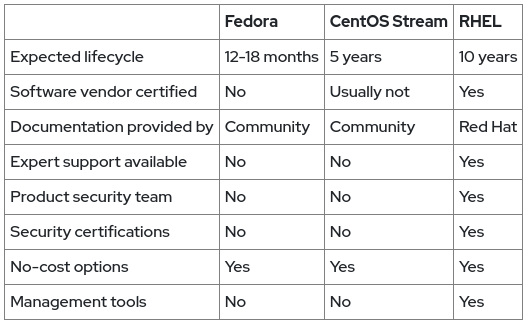 Fedora CentOS Stream RHEL
Expected lifecycle 12-18 months 5 years 10 years
Software vendor certified No Usually not Yes
Documentation provided by Community Community Red Hat
Expert support available No No Yes
Product security team No No Yes
Security certifications No No Yes
No-cost options Yes Yes Yes
Management tools No No Yes